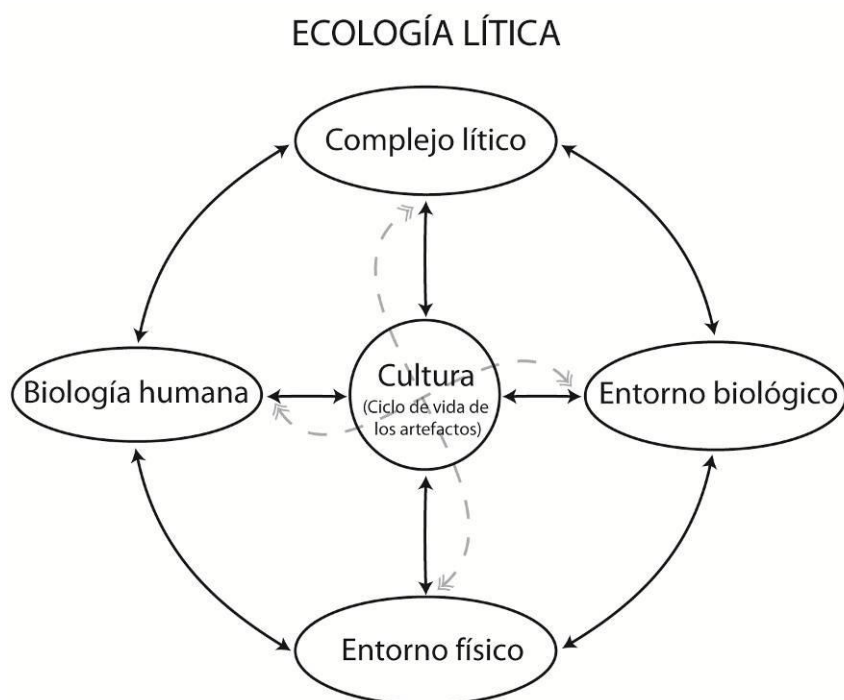 ECOLOGÍA LÍTICA
Complejo lítico
Biología humana
Cultura
(Ciclo de vida de
los artefactos)
Entorno biológico
Entorno físico